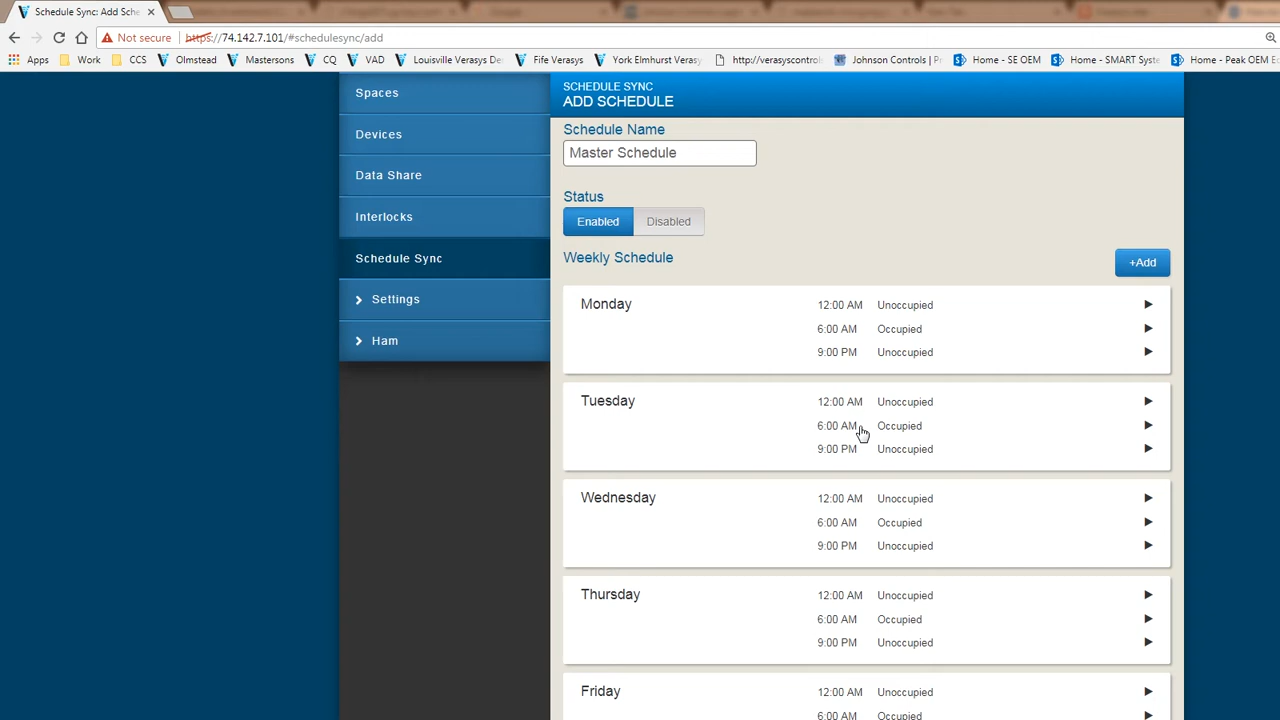 Schedule Sync: Add Sche
Not secure https://74.142.7.101/#schedulesync/add
Apps Work CCS Olmstead Mastersons CQ VAD Louisville Verasys De Fife Verasys York Elmhurst Verasy http://verasyscontrol Johnson Controls | Pr Home - SE OEM Home - SMART Syste Home - Peak OEM E
Spaces
Devices
Data Share
Interlocks
Schedule Sync
Settings
Ham
SCHEDULE SYNC
ADD SCHEDULE
Schedule Name
Master Schedule
Status
Enabled Disabled
Weekly Schedule +Add
Monday 12:00 AM Unoccupied
6:00 AM Occupied
9:00 PM Unoccupied
Tuesday 12:00 AM Unoccupied
6:00 AM Occupied
9:00 PM Unoccupied
Wednesday 12:00 AM Unoccupied
6:00 AM Occupied
9:00 PM Unoccupied
Thursday 12:00 AM Unoccupied
6:00 AM Occupied
9:00 PM Unoccupied
Friday 12:00 AM Unoccupied
6:00 AM Occupied